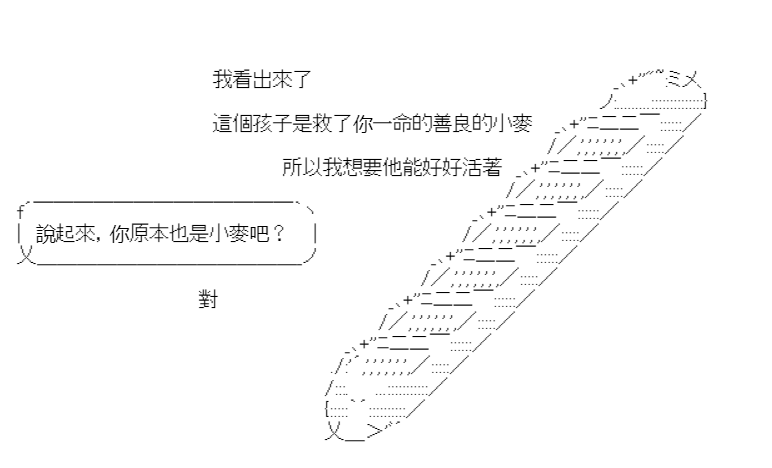 我看出來了
這個孩子是救了你一命的善良的小麥
所以我想要他能好好活著
說起來，你原本也是小麥吧？
對